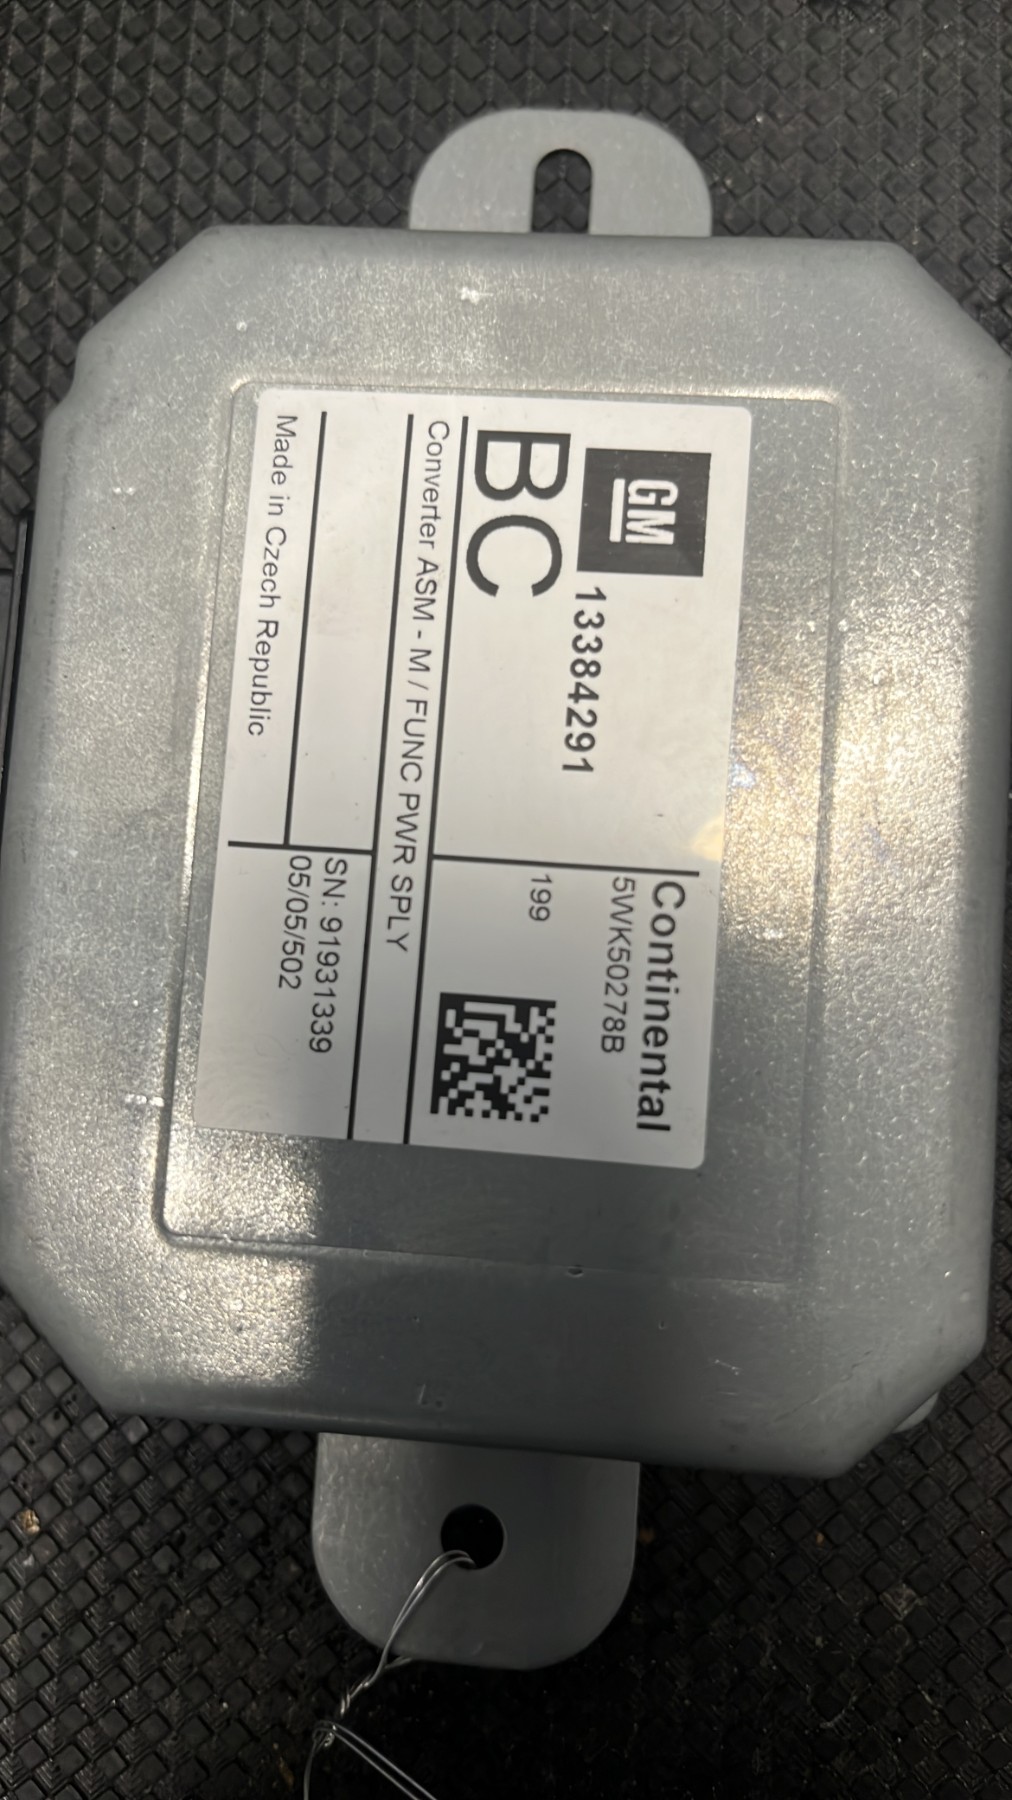 GM
13384291
BC
Continental
5WK50278B
199
Converter ASM - M / FUNC PWR SPLY
SN: 91931339
05/05/502
Made in Czech Republic